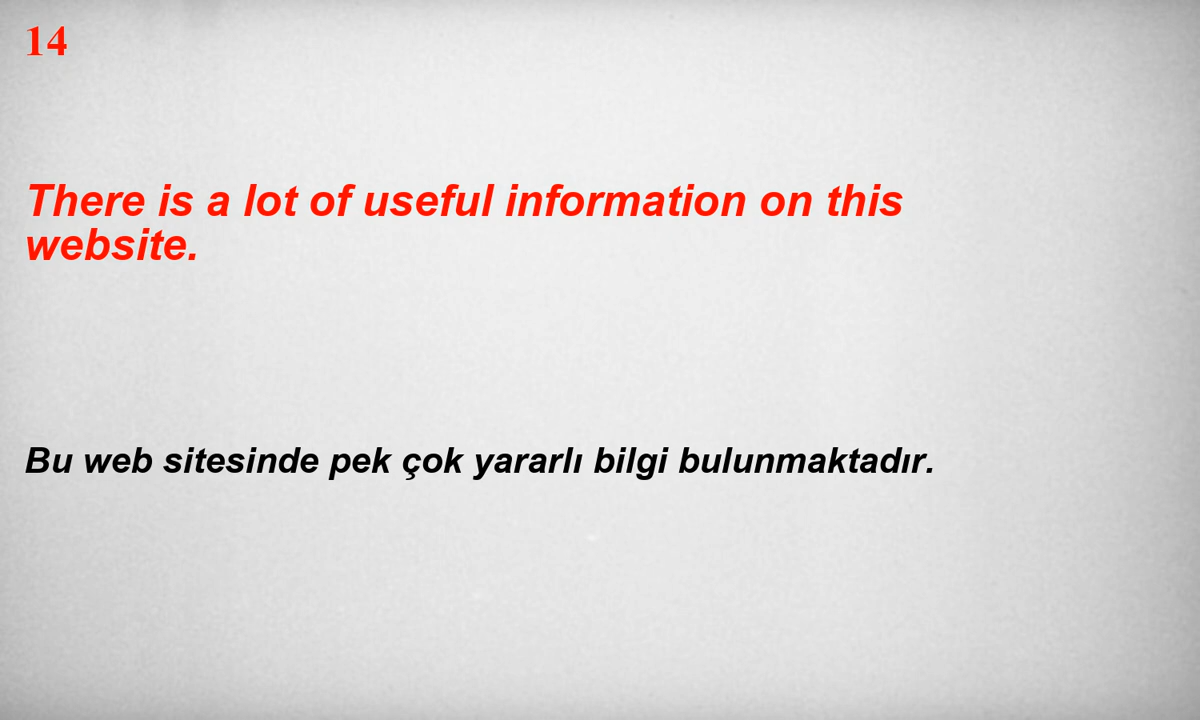 14
There is a lot of useful information on this
website.
Bu web sitesinde pek çok yararlı bilgi bulunmaktadır.